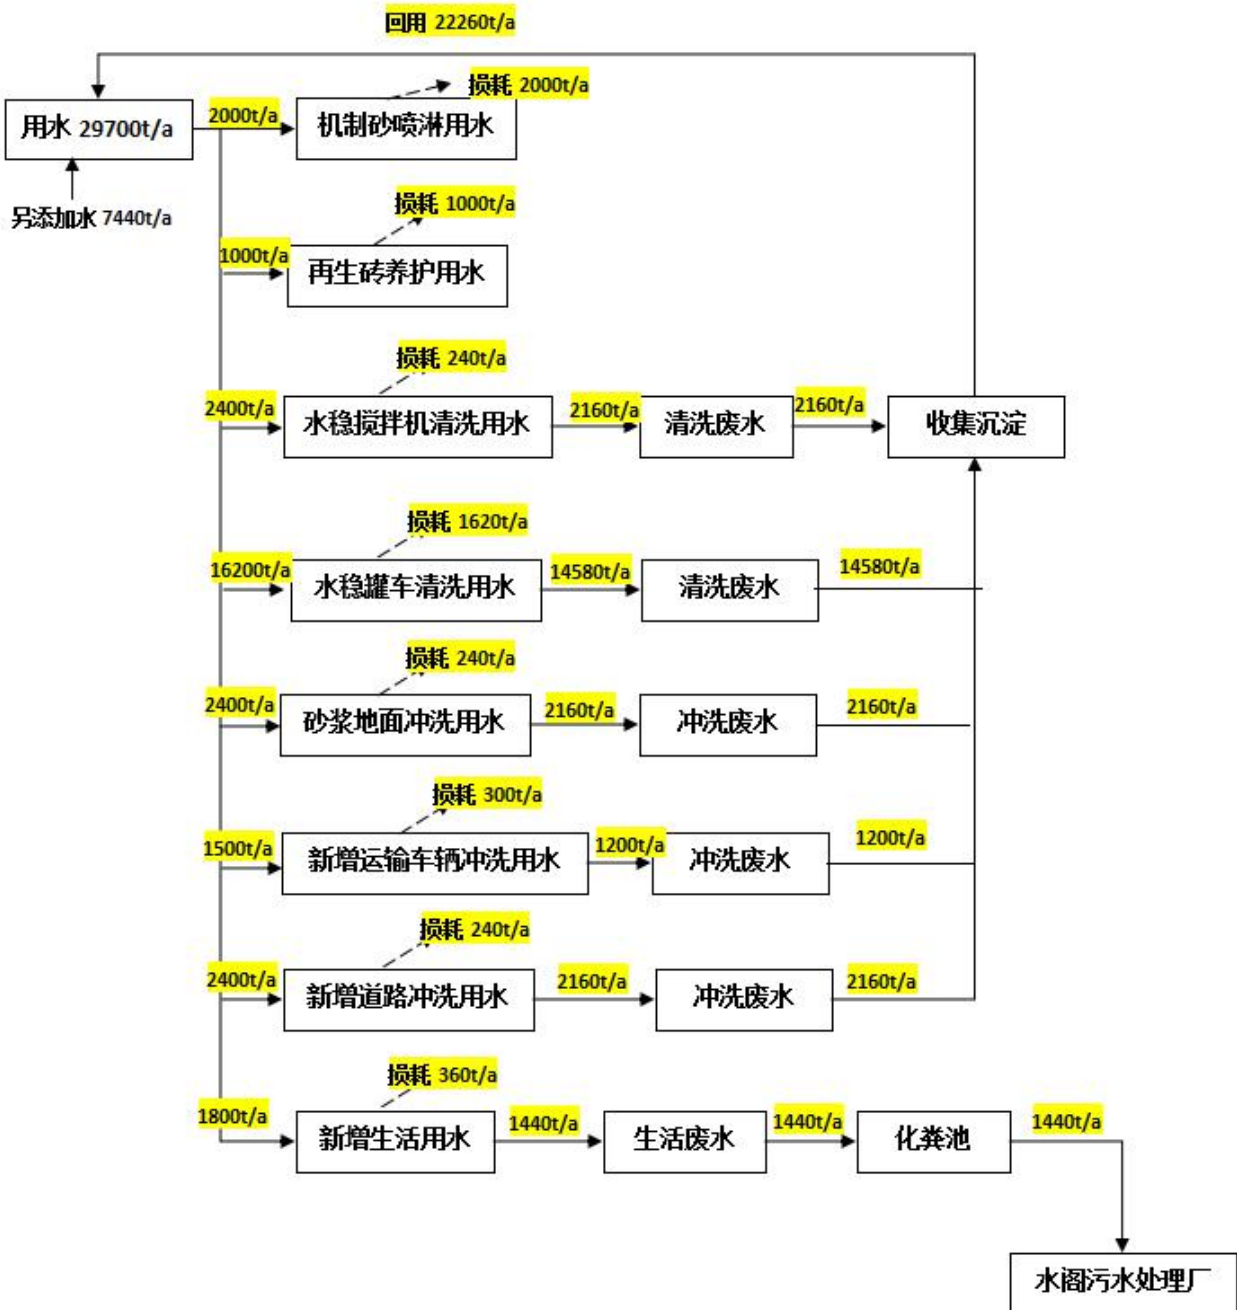 回用 22260t/a
损耗 2000t/a
用水 29700t/a
2000t/a
机制砂喷淋用水
另添加水 7440t/a
损耗 1000t/a
1000t/a
再生砖养护用水
损耗 240t/a
2400t/a
水稳搅拌机清洗用水
2160t/a
清洗废水
2160t/a
收集沉淀
损耗 1620t/a
16200t/a
水稳罐车清洗用水
14580t/a
清洗废水
14580t/a
损耗 240t/a
2400t/a
砂浆地面冲洗用水
2160t/a
冲洗废水
2160t/a
损耗 300t/a
1500t/a
新增运输车辆冲洗用水
1200t/a
冲洗废水
1200t/a
损耗 240t/a
2400t/a
新增道路冲洗用水
2160t/a
冲洗废水
2160t/a
损耗 360t/a
1800t/a
新增生活用水
1440t/a
生活废水
1440t/a
化粪池
1440t/a
水阁污水处理厂